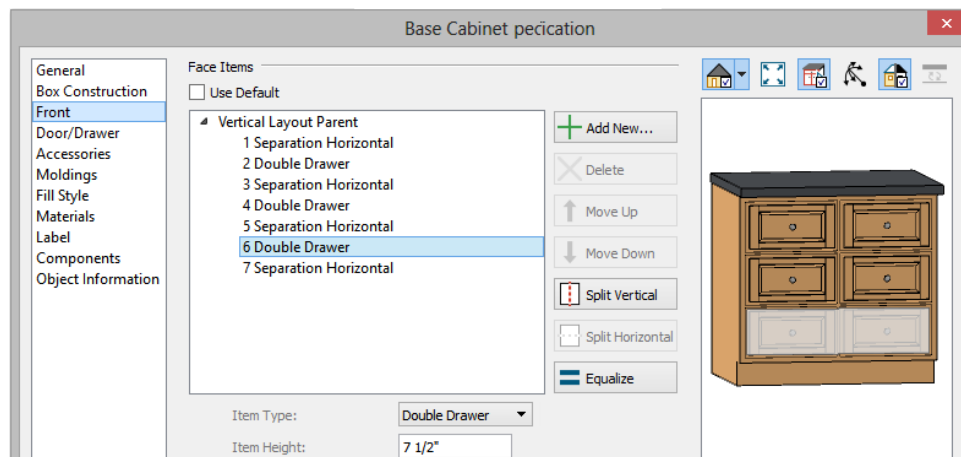 Base Cabinet pecication
General
Box Construction
Front
Door/Drawer
Accessories
Moldings
Fill Style
Materials
Label
Components
Object Information
Face Items
Use Default
Vertical Layout Parent
1 Separation Horizontal
2 Double Drawer
3 Separation Horizontal
4 Double Drawer
5 Separation Horizontal
6 Double Drawer
7 Separation Horizontal
Add New...
Delete
Move Up
Move Down
Split Vertical
Split Horizontal
Equalize
Item Type: Double Drawer
Item Height: 7 1/2"